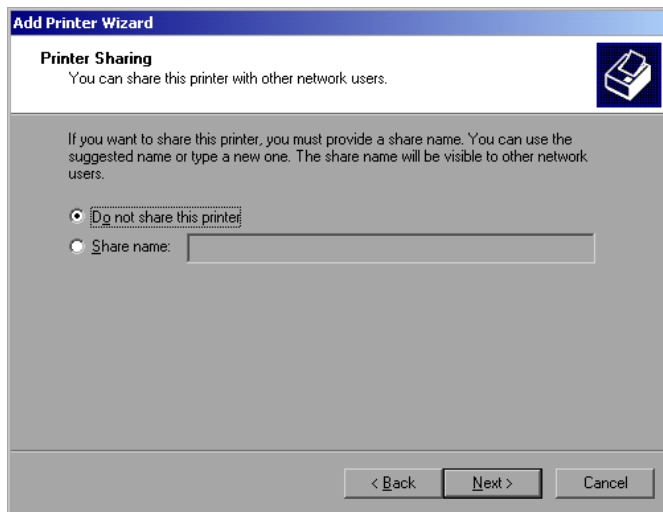 Add Printer Wizard
Printer Sharing
You can share this printer with other network users.
If you want to share this printer, you must provide a share name. You can use the
suggested name or type a new one. The share name will be visible to other network
users.
Do not share this printer
Share name:
< Back
Next >
Cancel